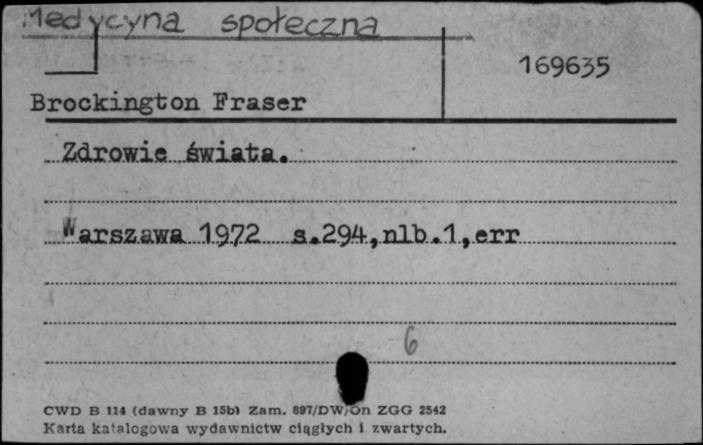 Medycyna społeczna
169635
Brockington Fraser
Zdrowie świata.
Warszawa 1972 s.294,nlb.1,err
6
CWD B 114 (dawny B 15b) Zam. 897/DW/On ZGG 2542
Karta katalogowa wydawnictw ciągłych i zwartych.